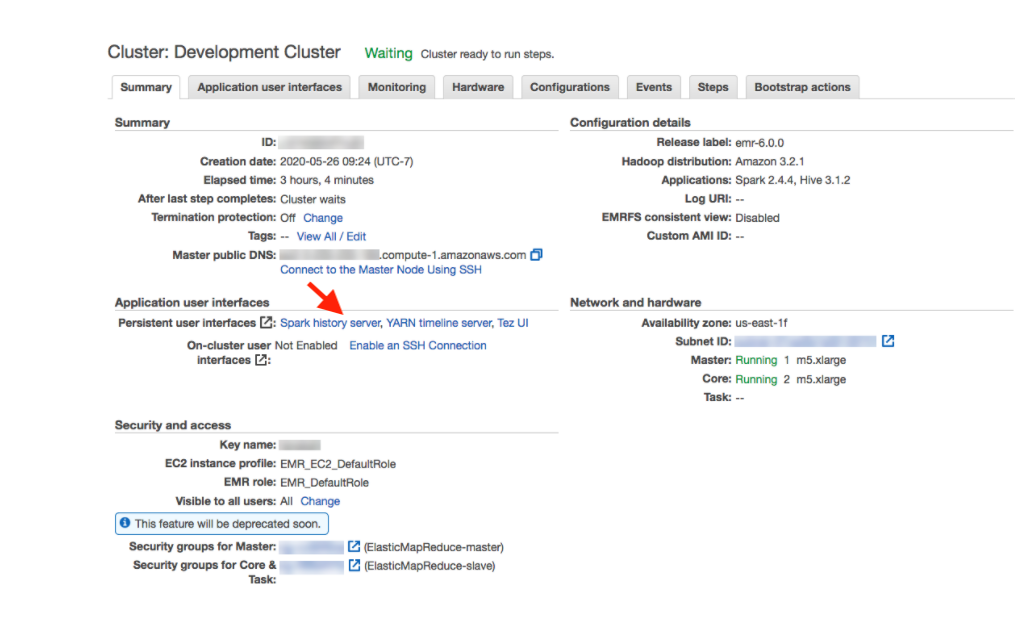 Cluster: Development Cluster Waiting Cluster ready to run steps.
Summary Application user interfaces Monitoring Hardware Configurations Events Steps Bootstrap actions
Summary
ID:
Creation date: 2020-05-26 09:24 (UTC-7)
Elapsed time: 3 hours, 4 minutes
After last step completes: Cluster waits
Termination protection: Off Change
Tags: -- View All / Edit
Master public DNS: .compute-1.amazonaws.com
Connect to the Master Node Using SSH
Configuration details
Release label: emr-6.0.0
Hadoop distribution: Amazon 3.2.1
Applications: Spark 2.4.4, Hive 3.1.2
Log URI: --
EMRFS consistent view: Disabled
Custom AMI ID: --
Application user interfaces
Persistent user interfaces : Spark history server, YARN timeline server, Tez UI
On-cluster user Not Enabled Enable an SSH Connection
interfaces :
Network and hardware
Availability zone: us-east-1f
Subnet ID:
Master: Running 1 m5.xlarge
Core: Running 2 m5.xlarge
Task: --
Security and access
Key name:
EC2 instance profile: EMR_EC2_DefaultRole
EMR role: EMR_DefaultRole
Visible to all users: All Change
This feature will be deprecated soon.
Security groups for Master: (ElasticMapReduce-master)
Security groups for Core & (ElasticMapReduce-slave)
Task: